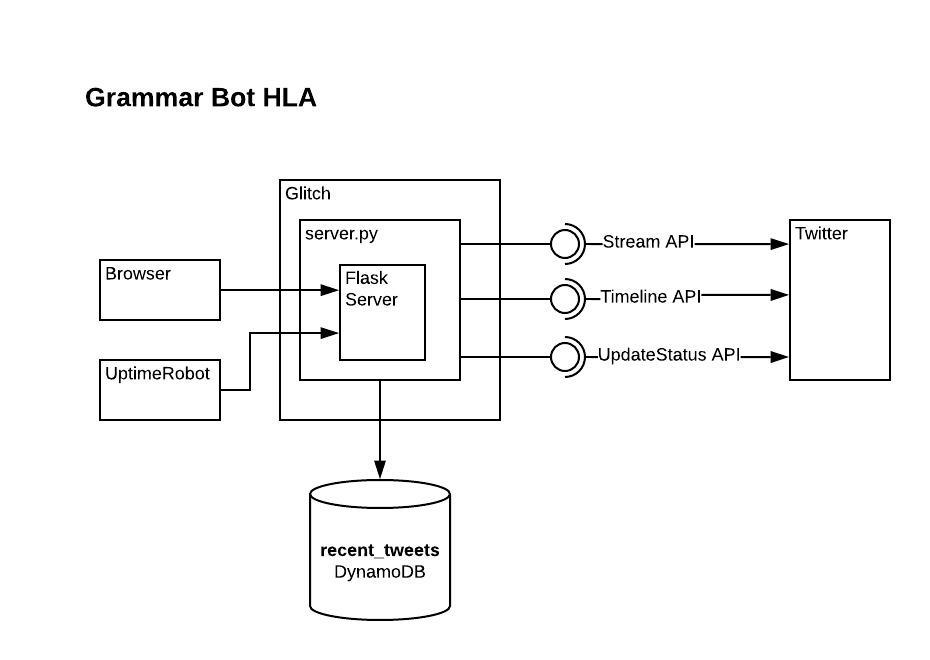 Grammar Bot HLA
Glitch
server.py
Flask
Server
Browser
UptimeRobot
Stream API
Timeline API
UpdateStatus API
Twitter
recent_tweets
DynamoDB